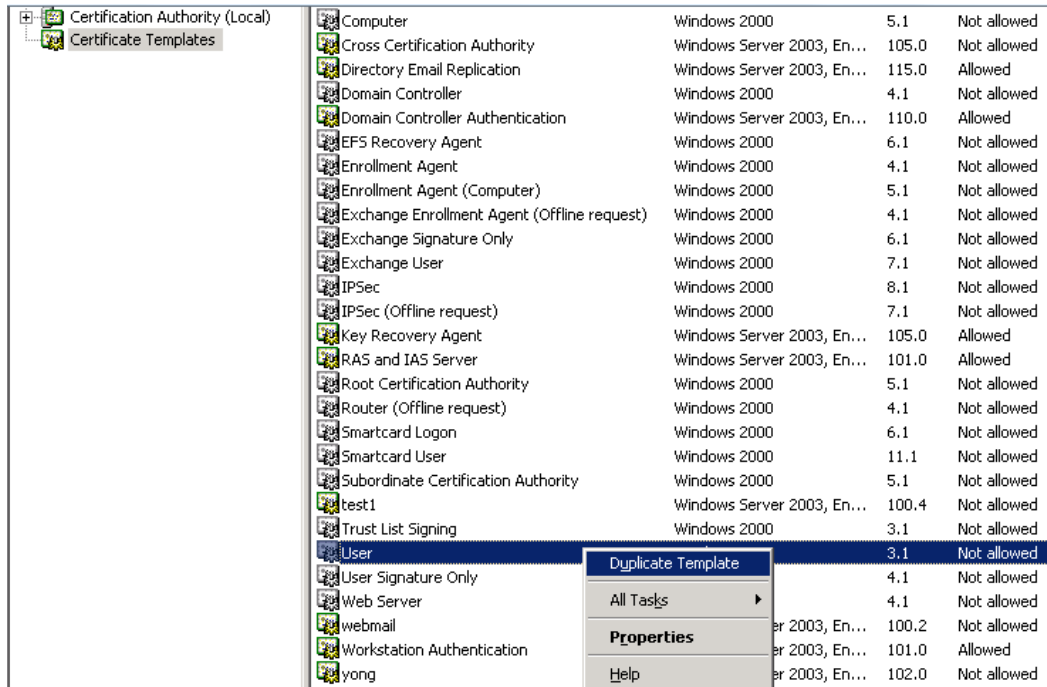 Certification Authority (Local)
Certificate Templates
Computer Windows 2000 5.1 Not allowed
Cross Certification Authority Windows Server 2003, En... 105.0 Not allowed
Directory Email Replication Windows Server 2003, En... 115.0 Allowed
Domain Controller Windows 2000 4.1 Not allowed
Domain Controller Authentication Windows Server 2003, En... 110.0 Allowed
EFS Recovery Agent Windows 2000 6.1 Not allowed
Enrollment Agent Windows 2000 4.1 Not allowed
Enrollment Agent (Computer) Windows 2000 5.1 Not allowed
Exchange Enrollment Agent (Offline request) Windows 2000 4.1 Not allowed
Exchange Signature Only Windows 2000 6.1 Not allowed
Exchange User Windows 2000 7.1 Not allowed
IPSec Windows 2000 8.1 Not allowed
IPSec (Offline request) Windows 2000 7.1 Not allowed
Key Recovery Agent Windows Server 2003, En... 105.0 Allowed
RAS and IAS Server Windows Server 2003, En... 101.0 Allowed
Root Certification Authority Windows 2000 5.1 Not allowed
Router (Offline request) Windows 2000 4.1 Not allowed
Smartcard Logon Windows 2000 6.1 Not allowed
Smartcard User Windows 2000 11.1 Not allowed
Subordinate Certification Authority Windows 2000 5.1 Not allowed
test1 Windows Server 2003, En... 100.4 Not allowed
Trust List Signing Windows 2000 3.1 Not allowed
User 3.1 Not allowed
User Signature Only 4.1 Not allowed
Web Server 4.1 Not allowed
webmail er 2003, En... 100.2 Not allowed
Workstation Authentication er 2003, En... 101.0 Allowed
yong er 2003, En... 102.0 Not allowed
Duplicate Template
All Tasks
Properties
Help